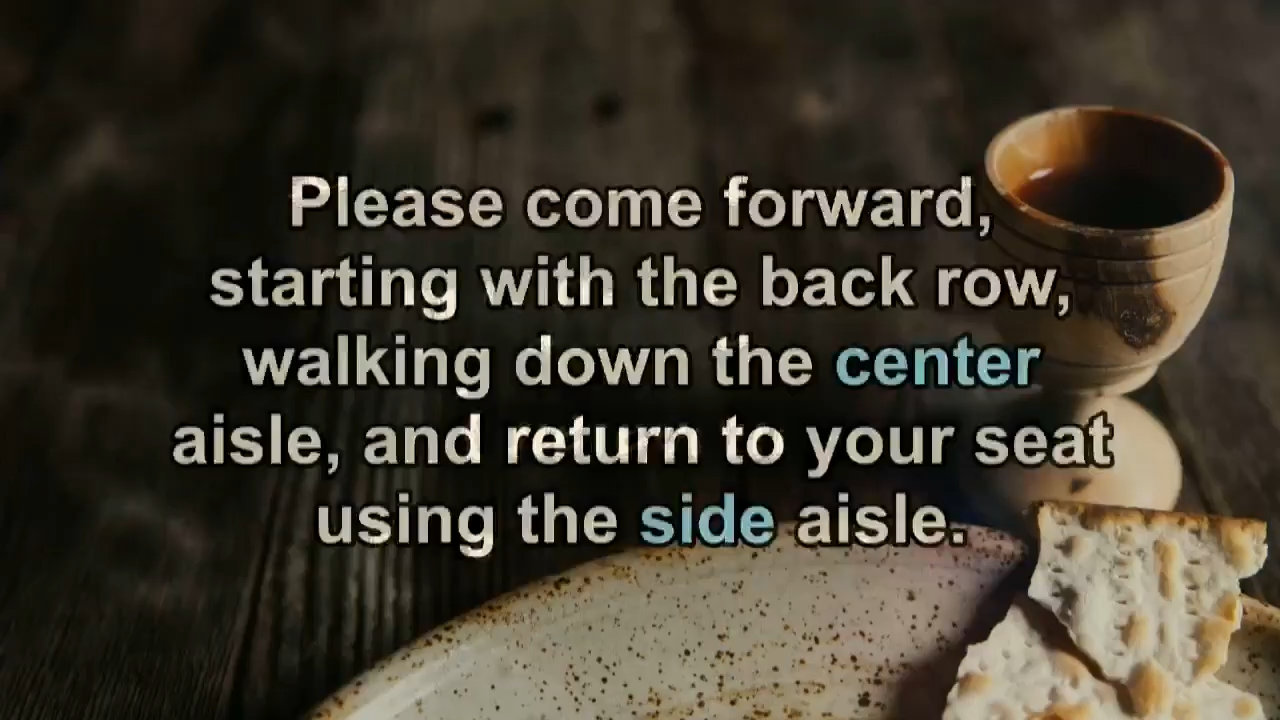 Please come forward,
starting with the back row,
walking down the center
aisle, and return to your seat
using the side aisle.